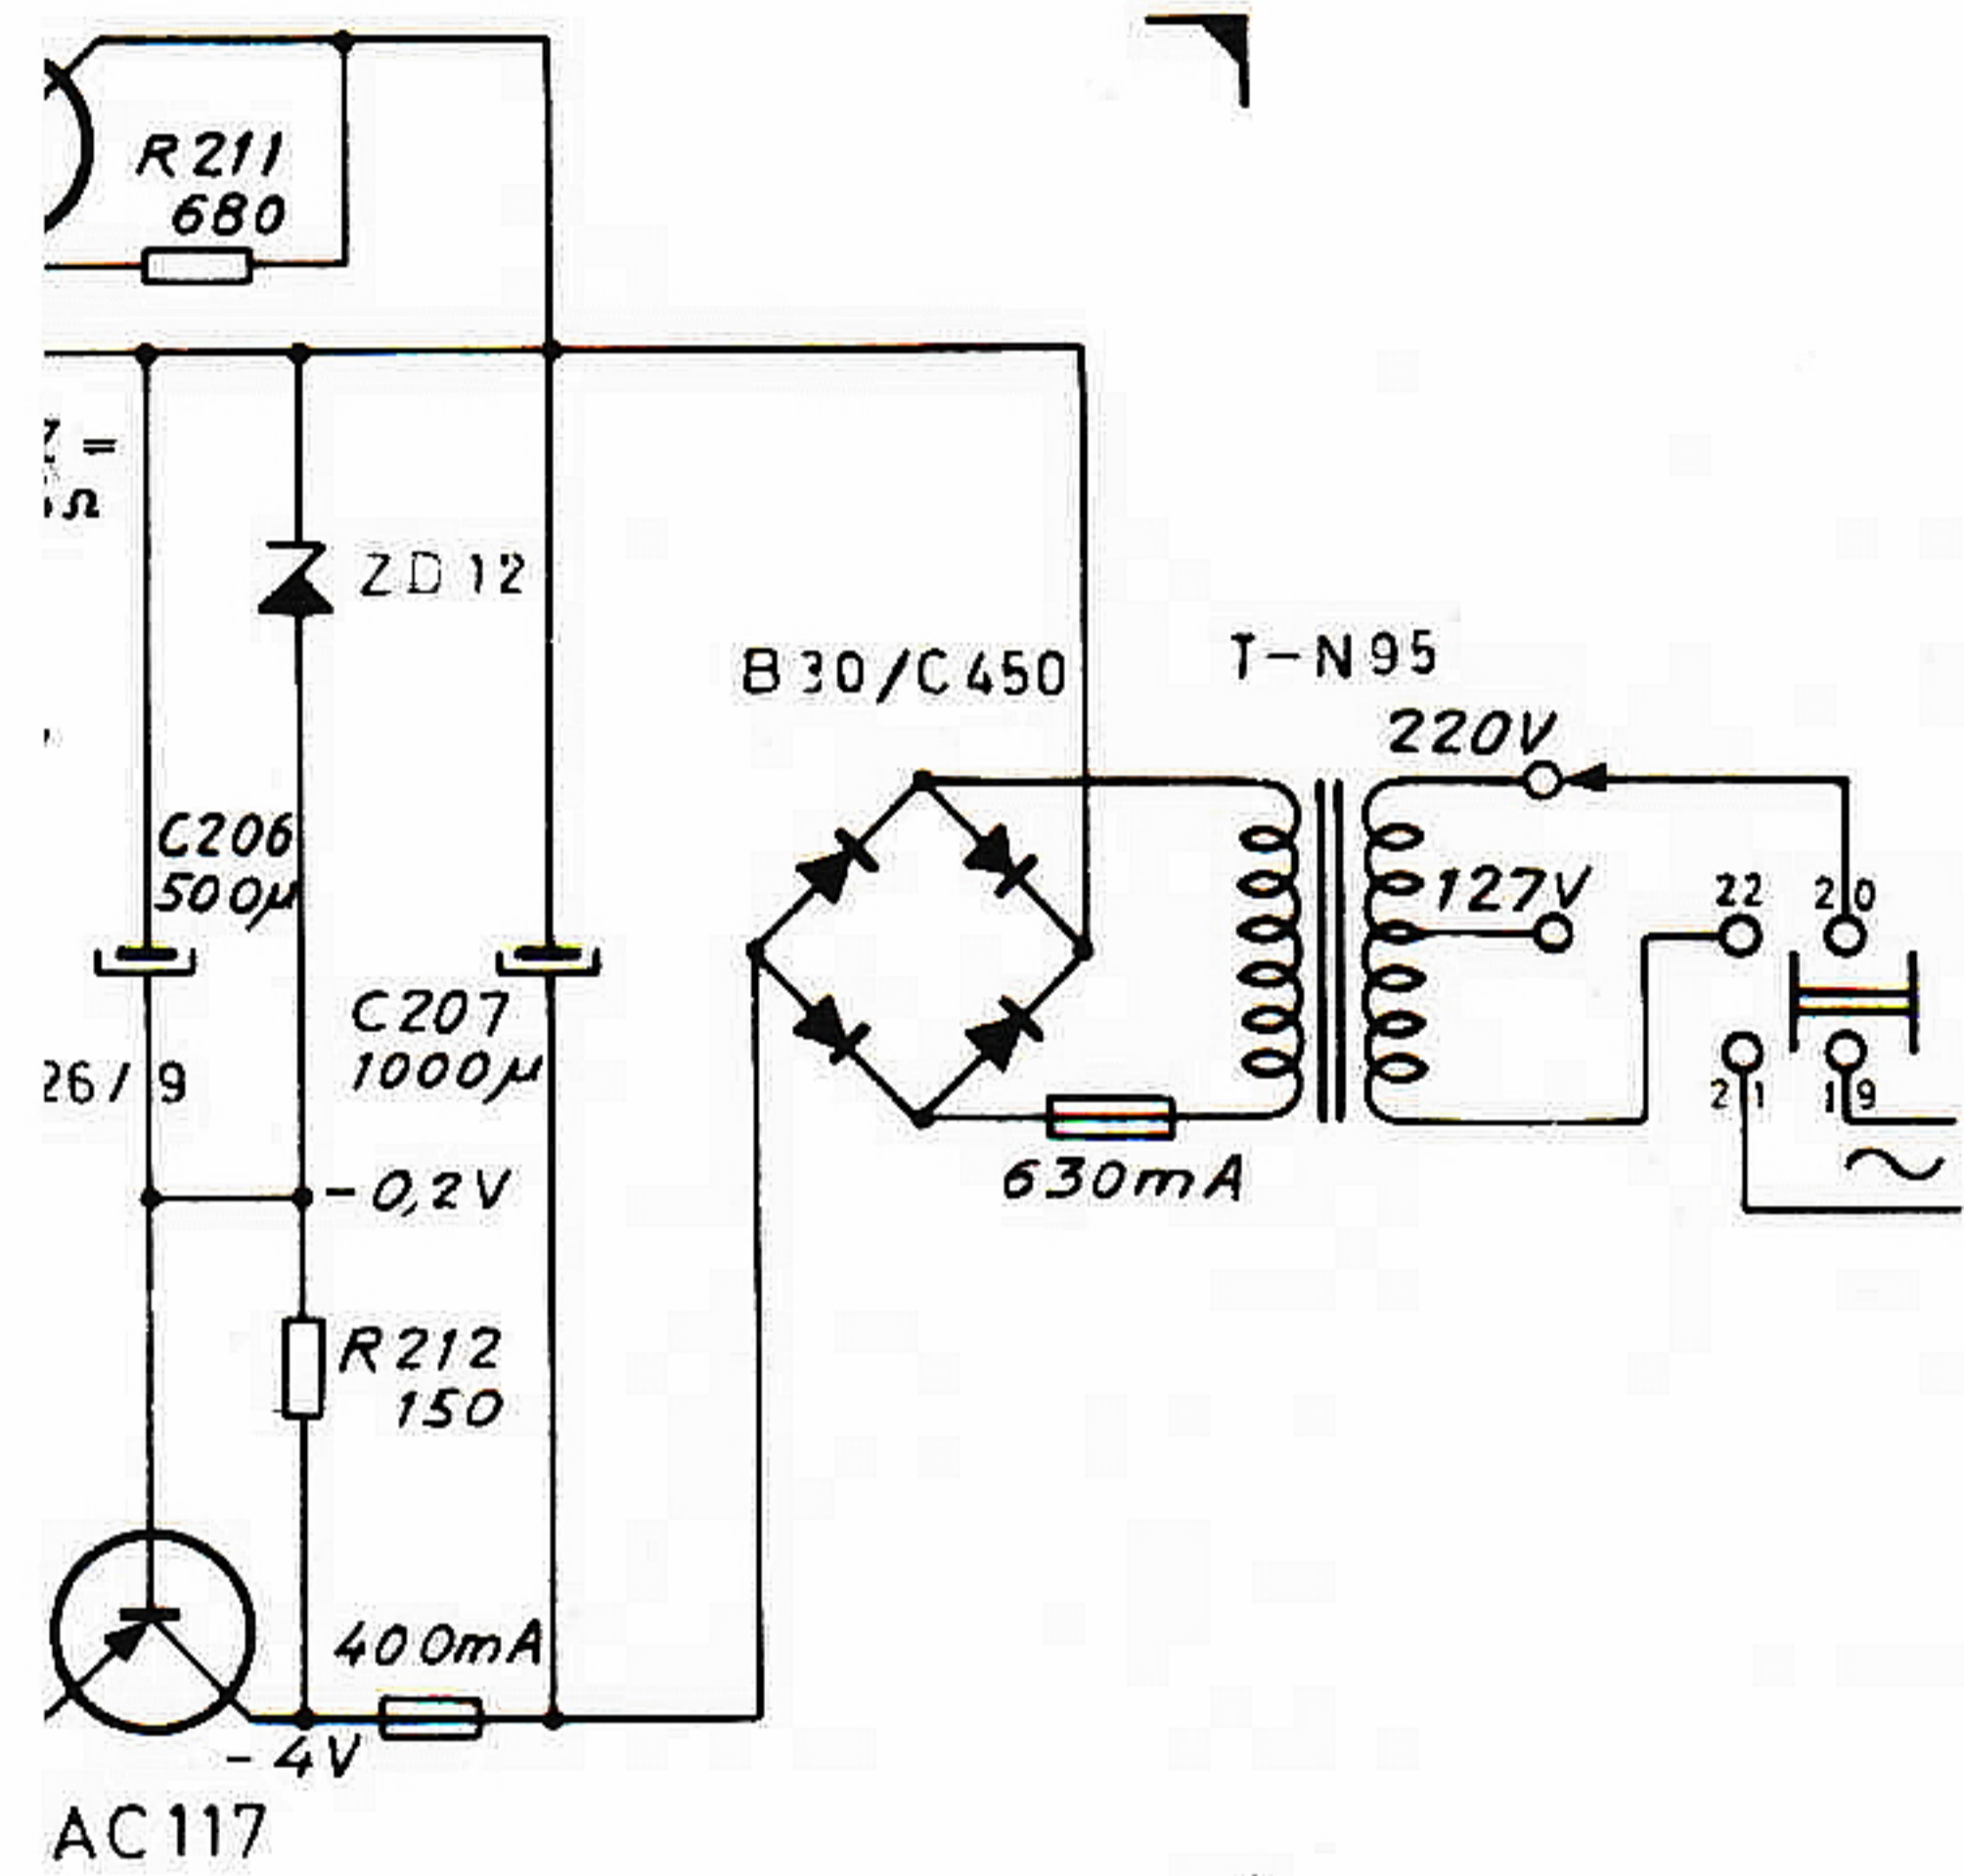 R211
680
Z =
Ω
ZD12
B30/C450
T-N95
220V
C206
500µ
127V
22
20
C207
1000µ
26/9
21
19
630mA
-0,2V
R212
150
400mA
-4V
AC117